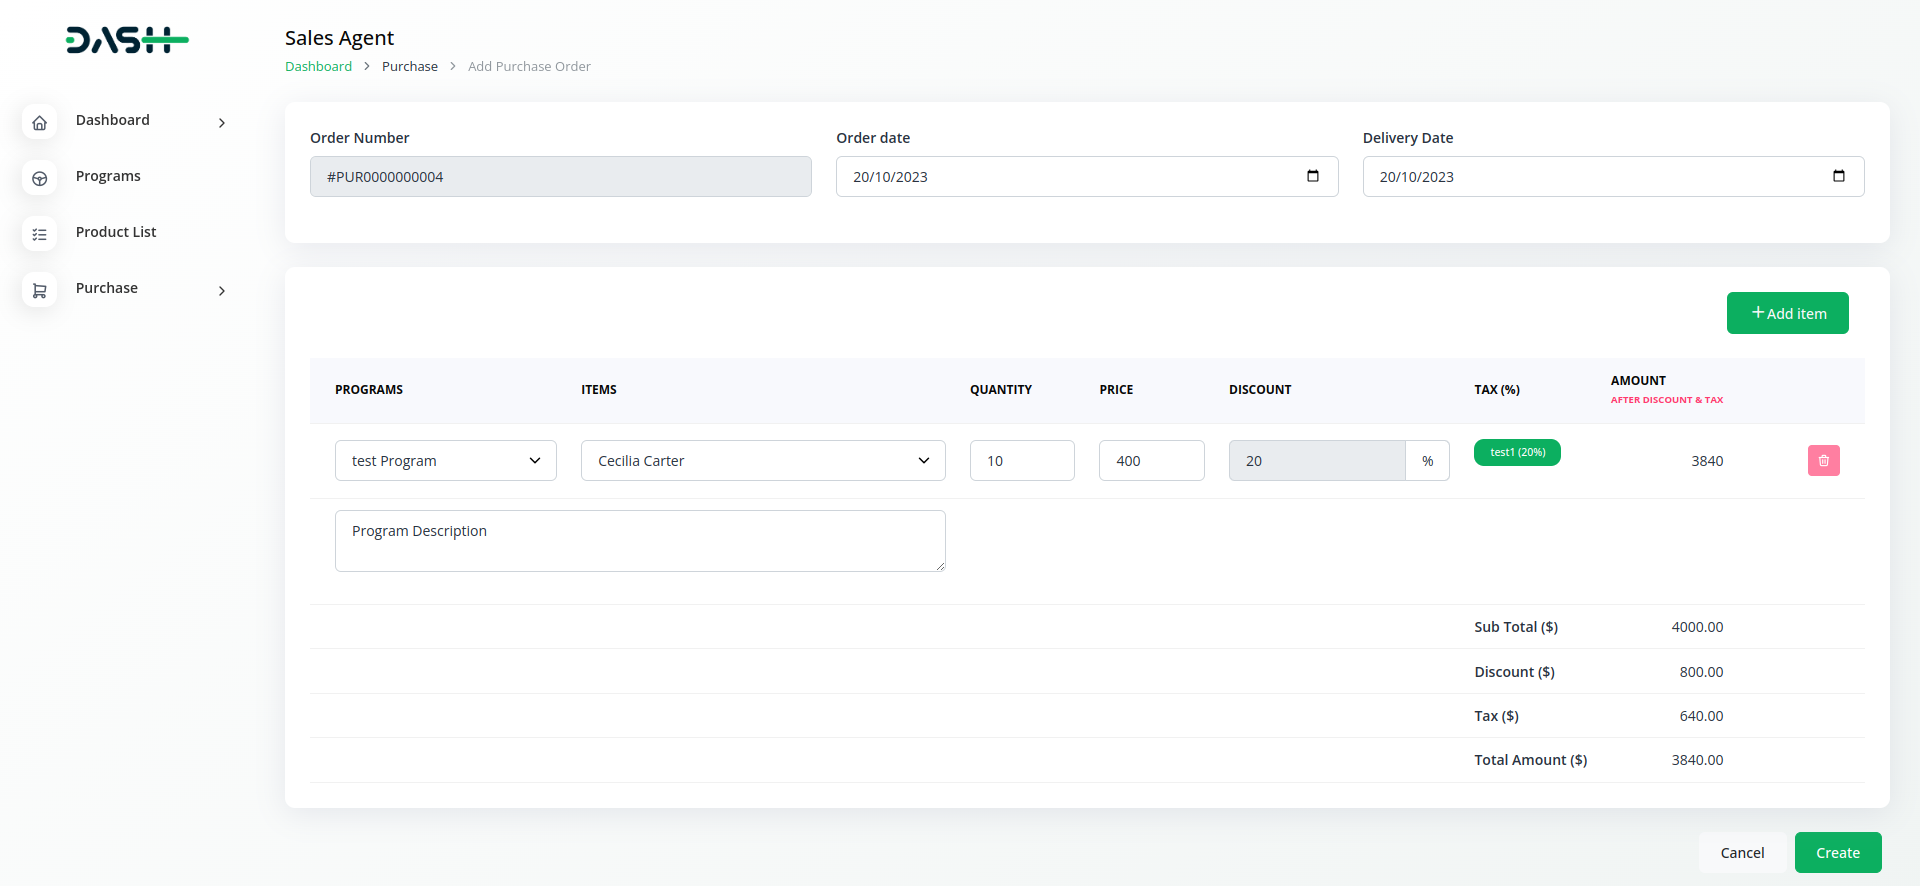 DASH
Sales Agent
Dashboard > Purchase > Add Purchase Order
Dashboard
Programs
Product List
Purchase
Order Number
Order date
Delivery Date
#PUR0000000004
20/10/2023
20/10/2023
+ Add item
PROGRAMS
ITEMS
QUANTITY
PRICE
DISCOUNT
TAX (%)
AMOUNT
AFTER DISCOUNT & TAX
test Program
Cecilia Carter
10
400
20
%
test1 (20%)
3840
Program Description
Sub Total ($) 4000.00
Discount ($) 800.00
Tax ($) 640.00
Total Amount ($) 3840.00
Cancel
Create